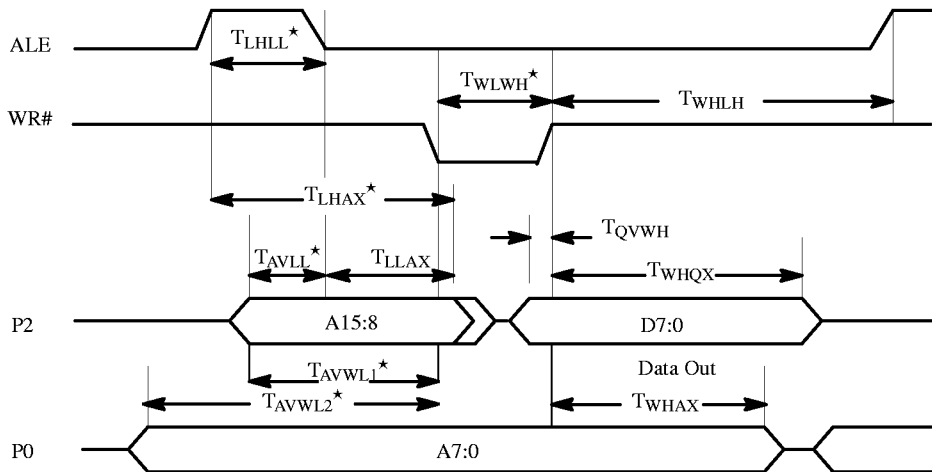 ALE
T_LHLL★
T_WLWH★
T_WHLH
WR#
T_LHAX★
T_QVWH
T_AVLL★
T_LLAX
T_WHQX
P2
A15:8
D7:0
T_AVWL1★
Data Out
T_AVWL2★
T_WHAX
P0
A7:0